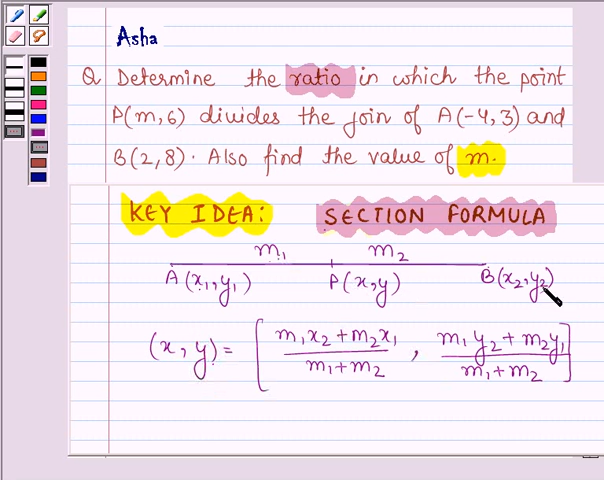 Asha
Q Determine the ratio in which the point
P(m,6) divides the join of A(-4,3) and
B(2,8). Also find the value of m.
KEY IDEA: SECTION FORMULA
m₁ m₂
A(x₁,y₁) P(x,y) B(x₂,y₂)
(x,y) = [ (m₁x₂+m₂x₁)/(m₁+m₂) , (m₁y₂+m₂y₁)/(m₁+m₂) ]